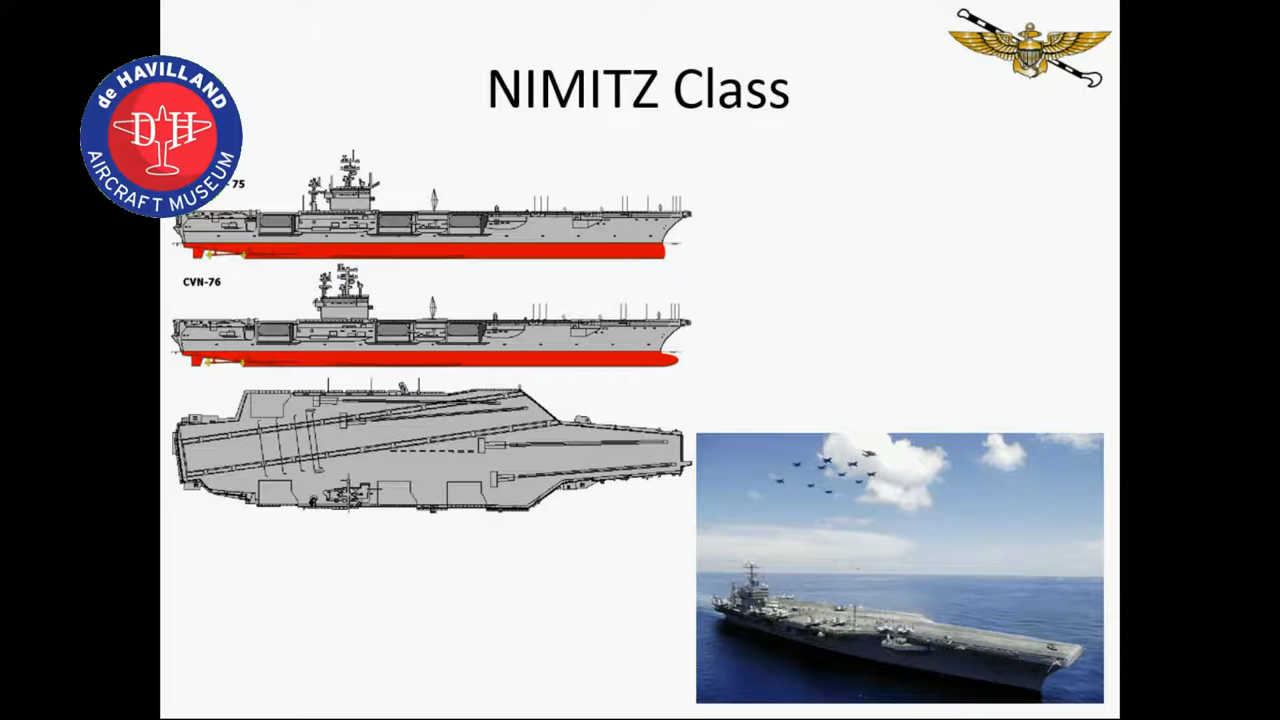 NIMITZ Class
de HAVILLAND
DH
AIRCRAFT MUSEUM
75
CVN-76